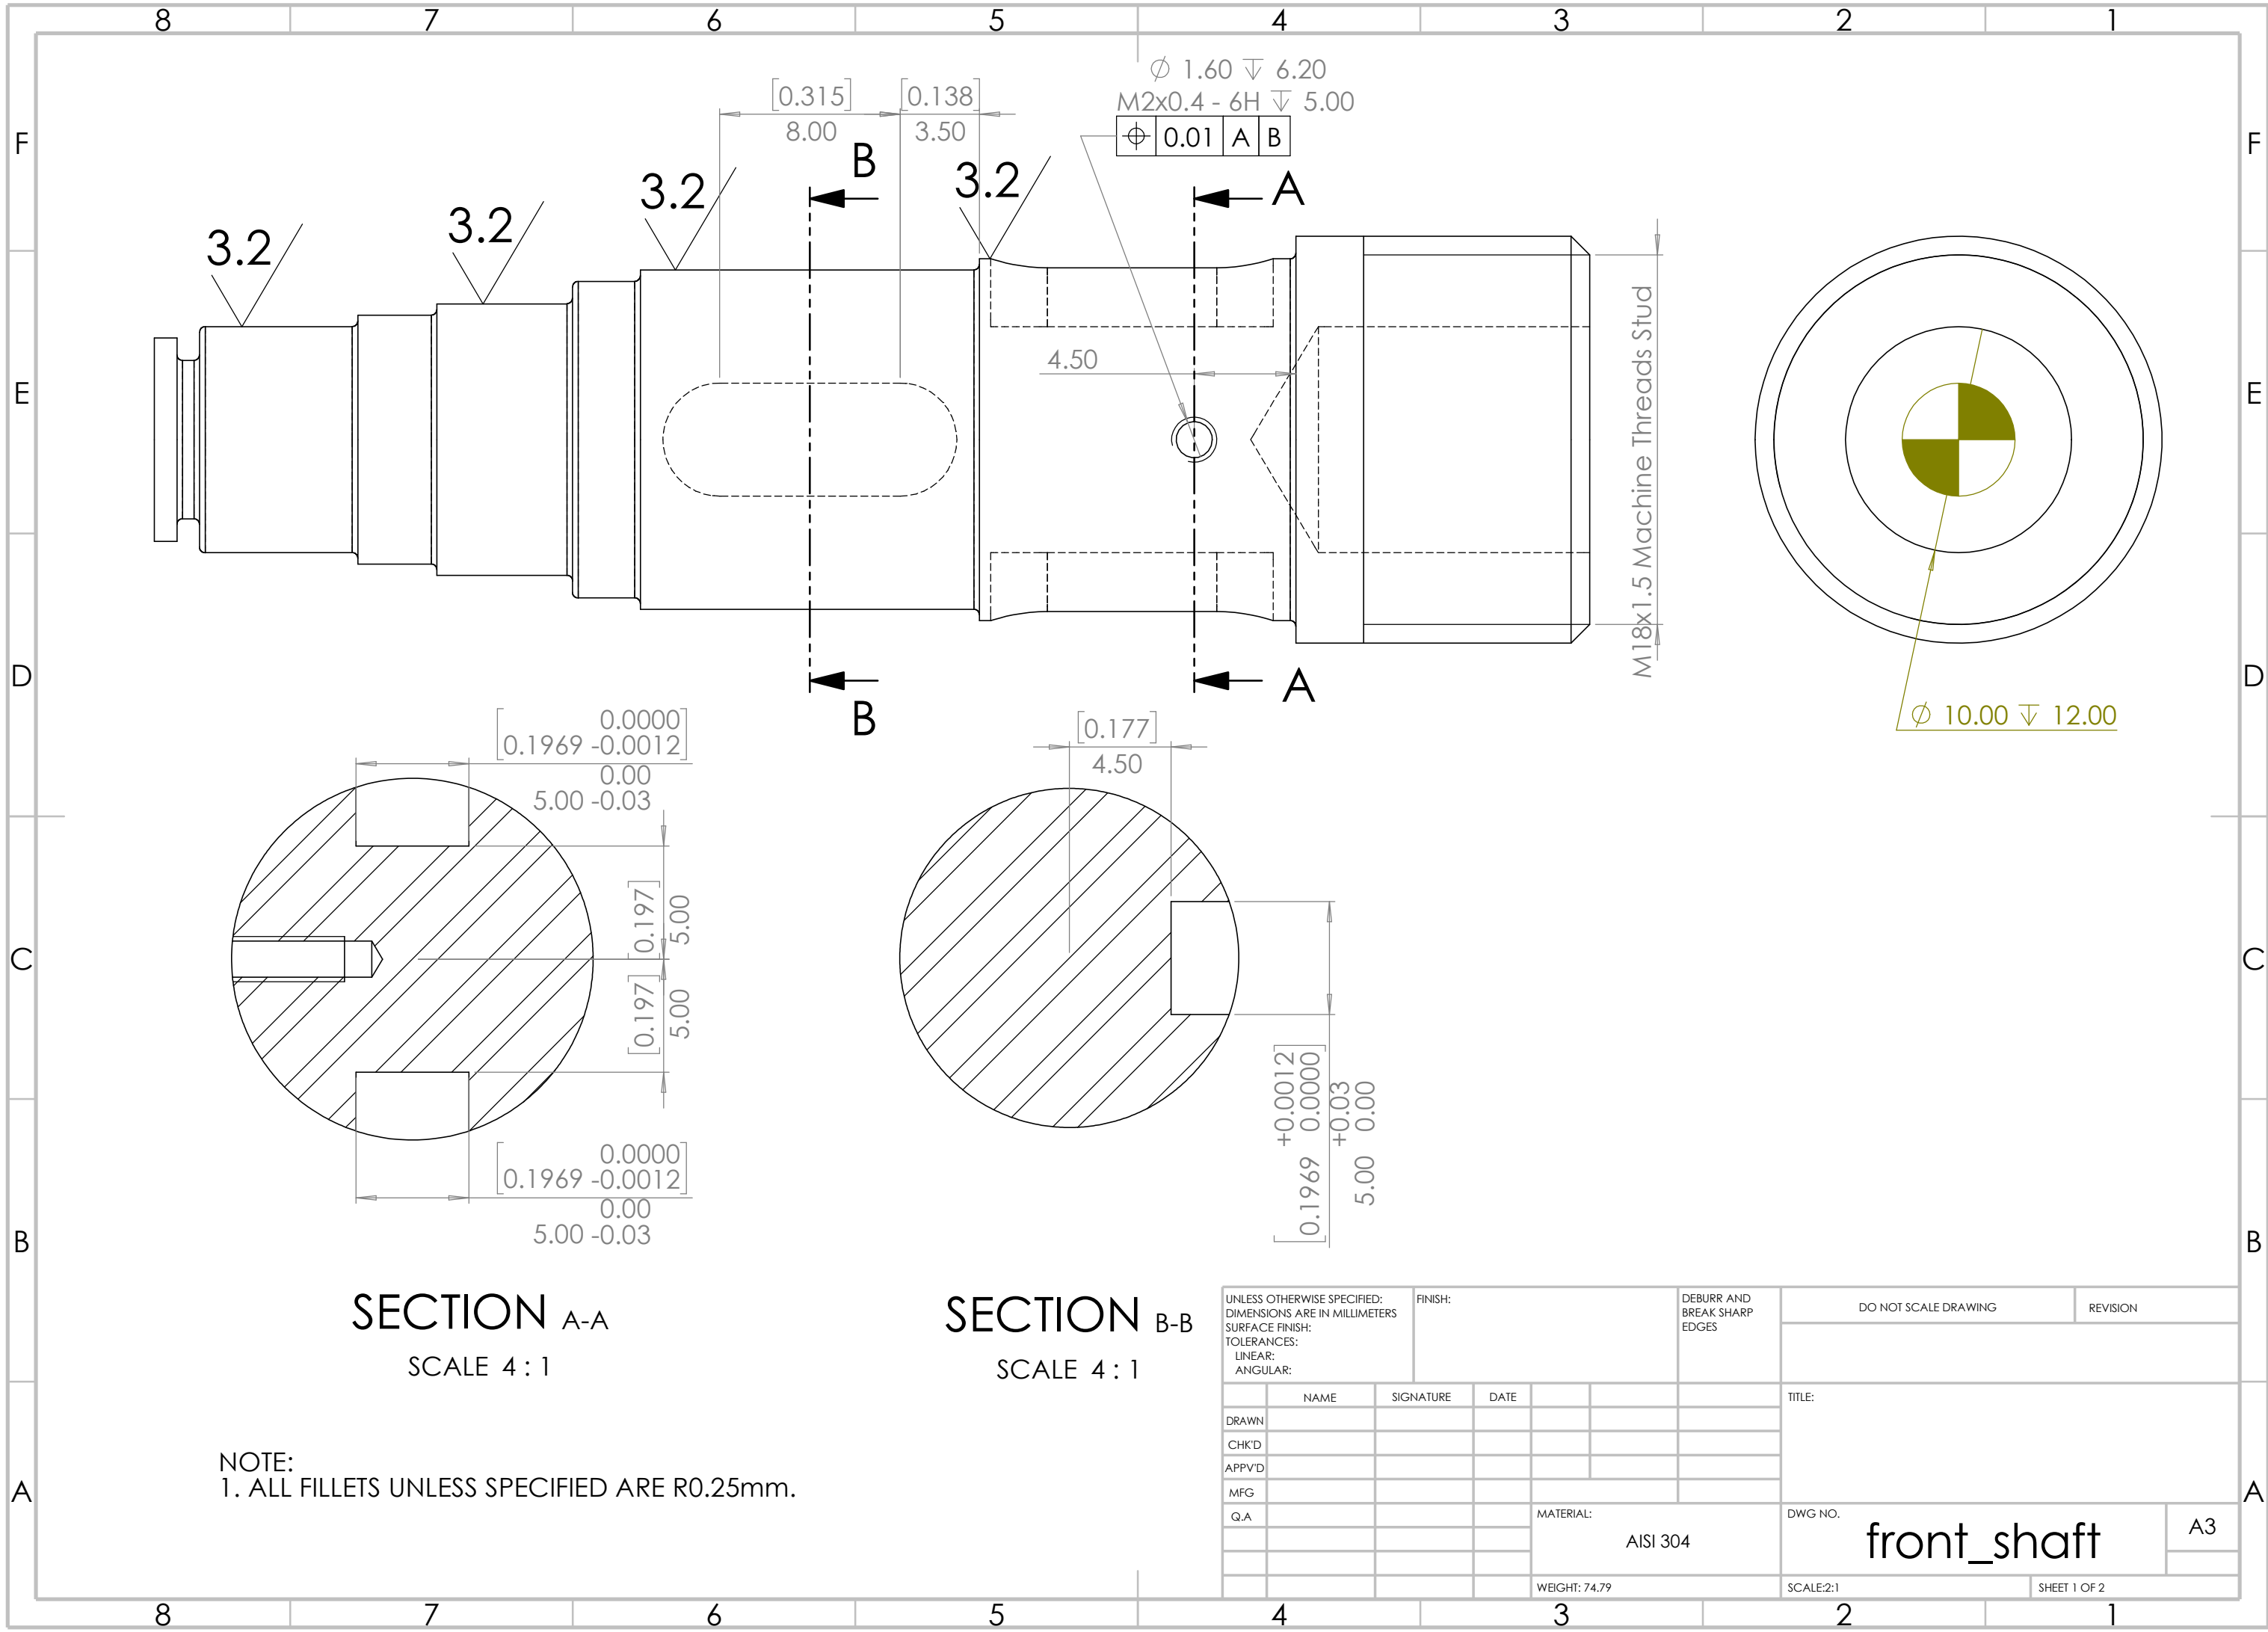 8 7 6 5 4 3 2 1
F F
E E
D D
C C
B B
A A
[0.315]
8.00
[0.138]
3.50
⌀ 1.60 ↧ 6.20
M2x0.4 - 6H ↧ 5.00
⌖ 0.01 A B
B
A
3.2
3.2
3.2
3.2
4.50
M18x1.5 Machine Threads Stud
B
A
⌀ 10.00 ↧ 12.00
[0.1969 0.0000 -0.0012]
5.00 0.00 -0.03
[0.197]
5.00
[0.197]
5.00
[0.1969 0.0000 -0.0012]
5.00 0.00 -0.03
[0.177]
4.50
[0.1969 +0.0012 0.0000]
5.00 +0.03 0.00
SECTION A-A
SCALE 4 : 1
SECTION B-B
SCALE 4 : 1
NOTE:
1. ALL FILLETS UNLESS SPECIFIED ARE R0.25mm.
UNLESS OTHERWISE SPECIFIED:
DIMENSIONS ARE IN MILLIMETERS
SURFACE FINISH:
TOLERANCES:
LINEAR:
ANGULAR:
FINISH:
DEBURR AND
BREAK SHARP
EDGES
DO NOT SCALE DRAWING
REVISION
NAME SIGNATURE DATE
TITLE:
DRAWN
CHK'D
APPV'D
MFG
Q.A
MATERIAL:
AISI 304
DWG NO.
front_shaft
A3
WEIGHT: 74.79
SCALE:2:1
SHEET 1 OF 2
8 7 6 5 4 3 2 1